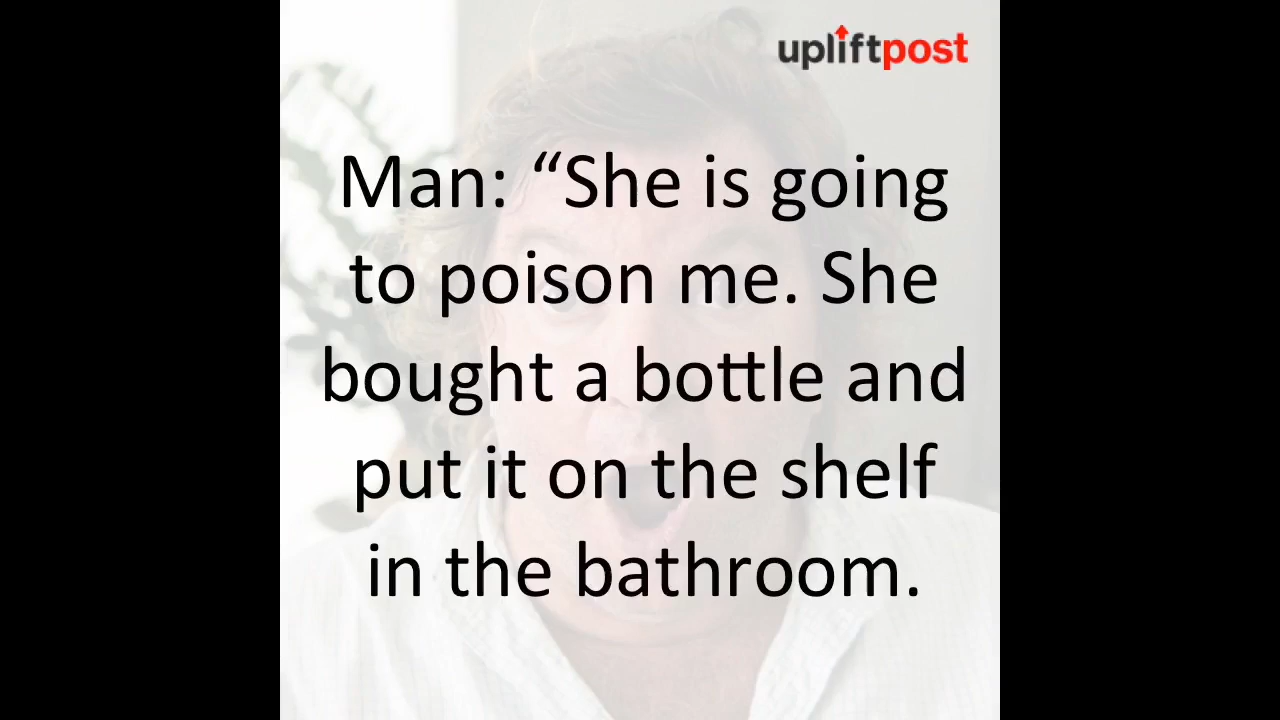 upliftpost
Man: “She is going
to poison me. She
bought a bottle and
put it on the shelf
in the bathroom.